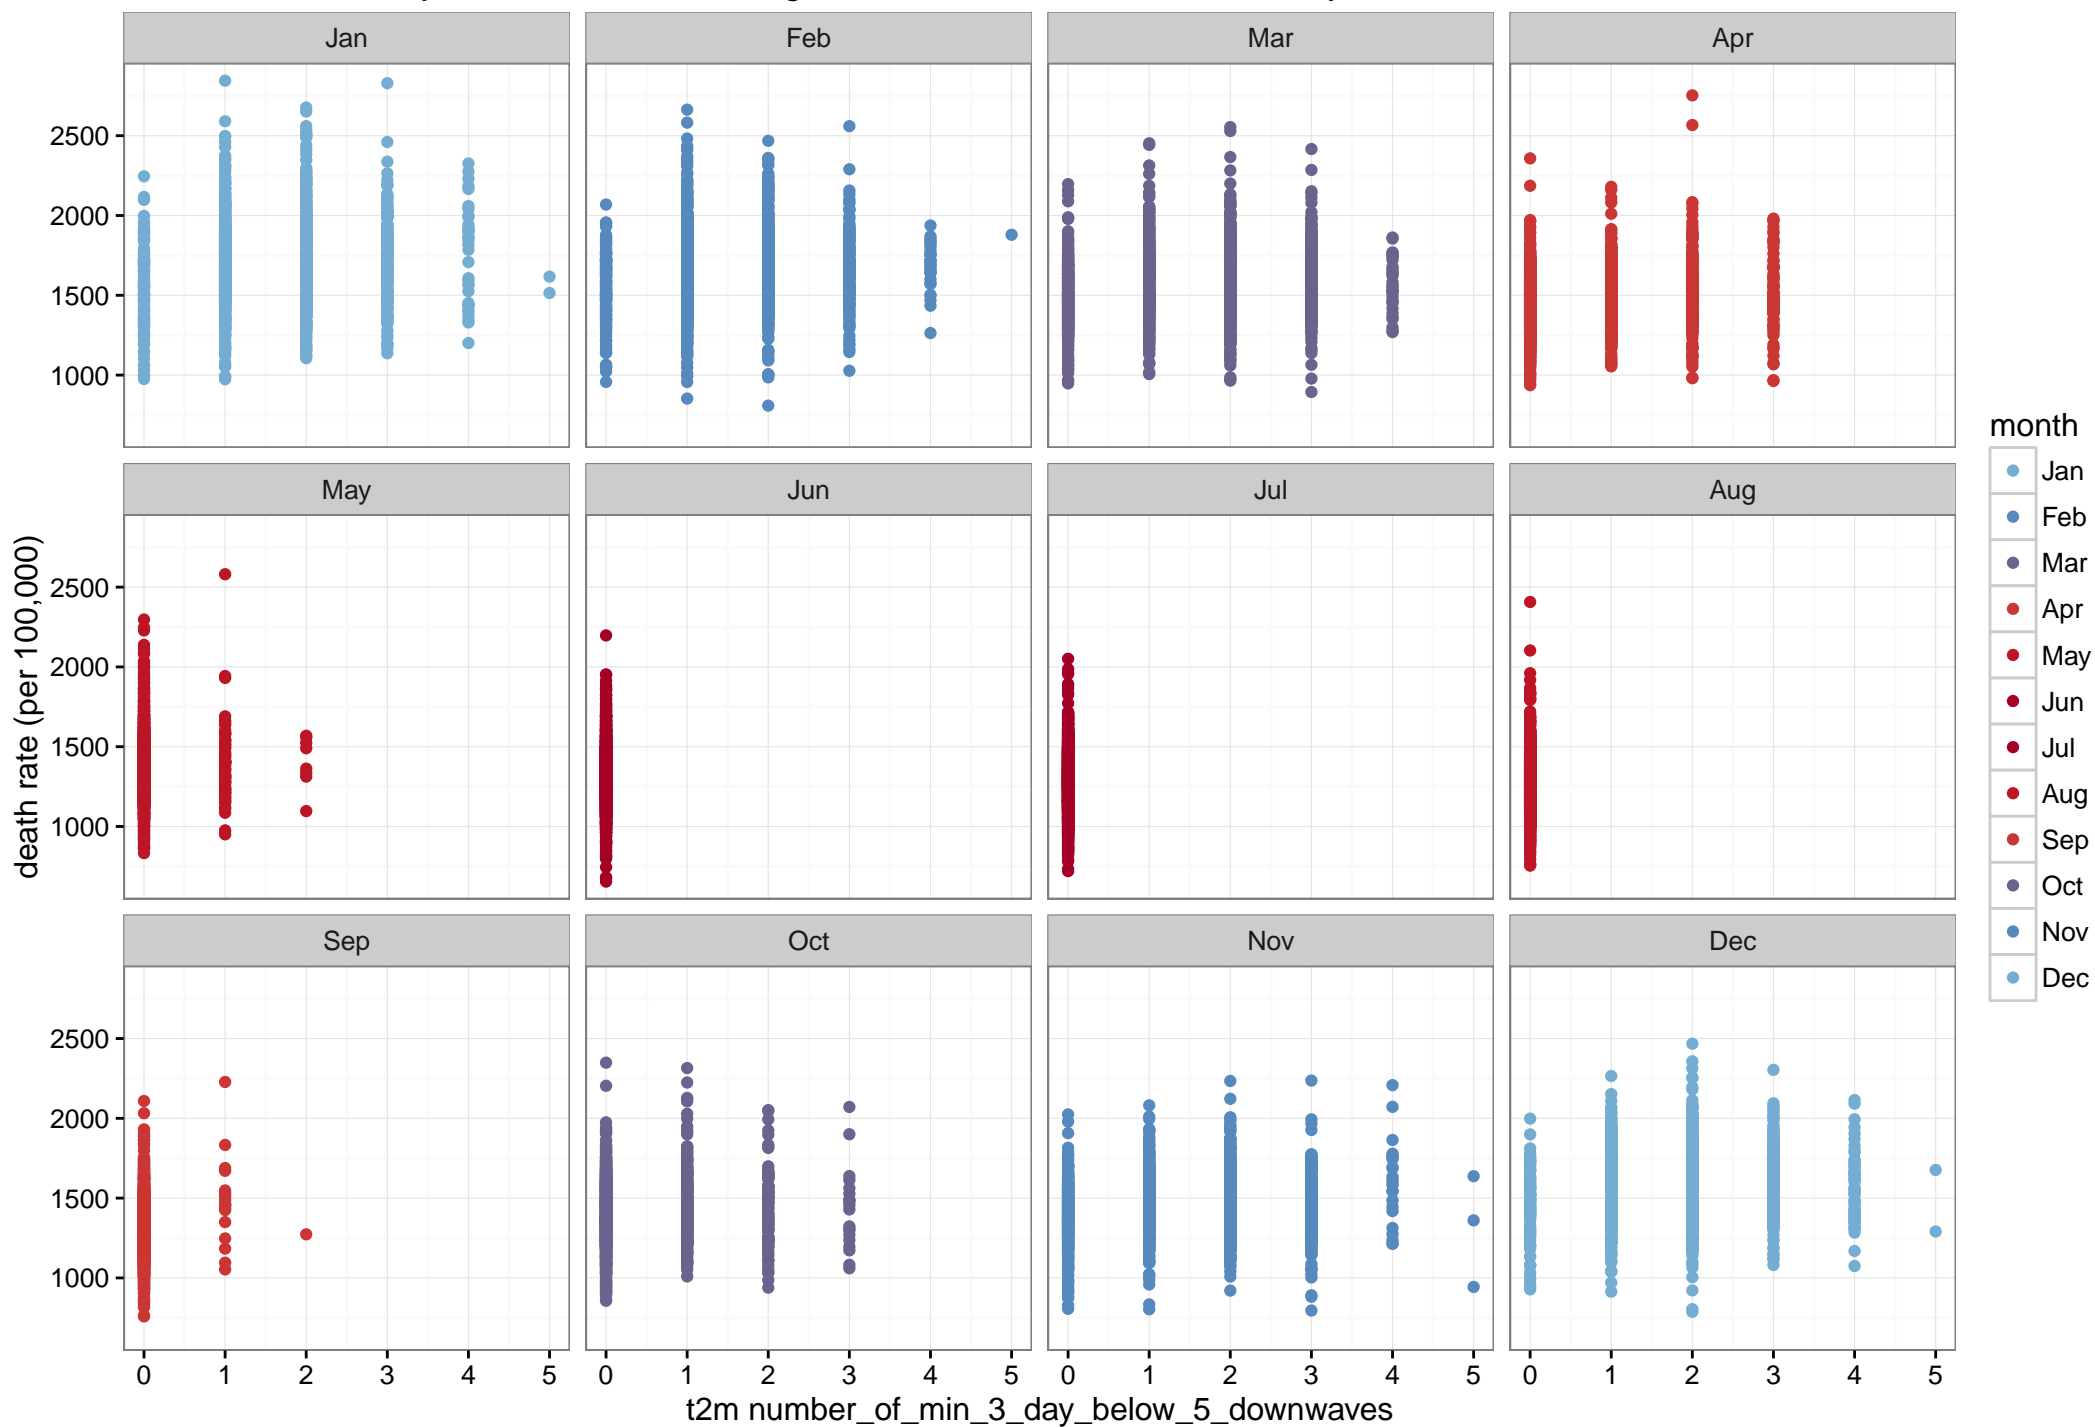 Jan Feb Mar Apr
2500
2000
1500
1000
May Jun Jul Aug
2500
2000
1500
1000
Sep Oct Nov Dec
2500
2000
1500
1000
0 1 2 3 4 5 0 1 2 3 4 5 0 1 2 3 4 5 0 1 2 3 4 5
t2m number_of_min_3_day_below_5_downwaves
death rate (per 100,000)
month
Jan
Feb
Mar
Apr
May
Jun
Jul
Aug
Sep
Oct
Nov
Dec